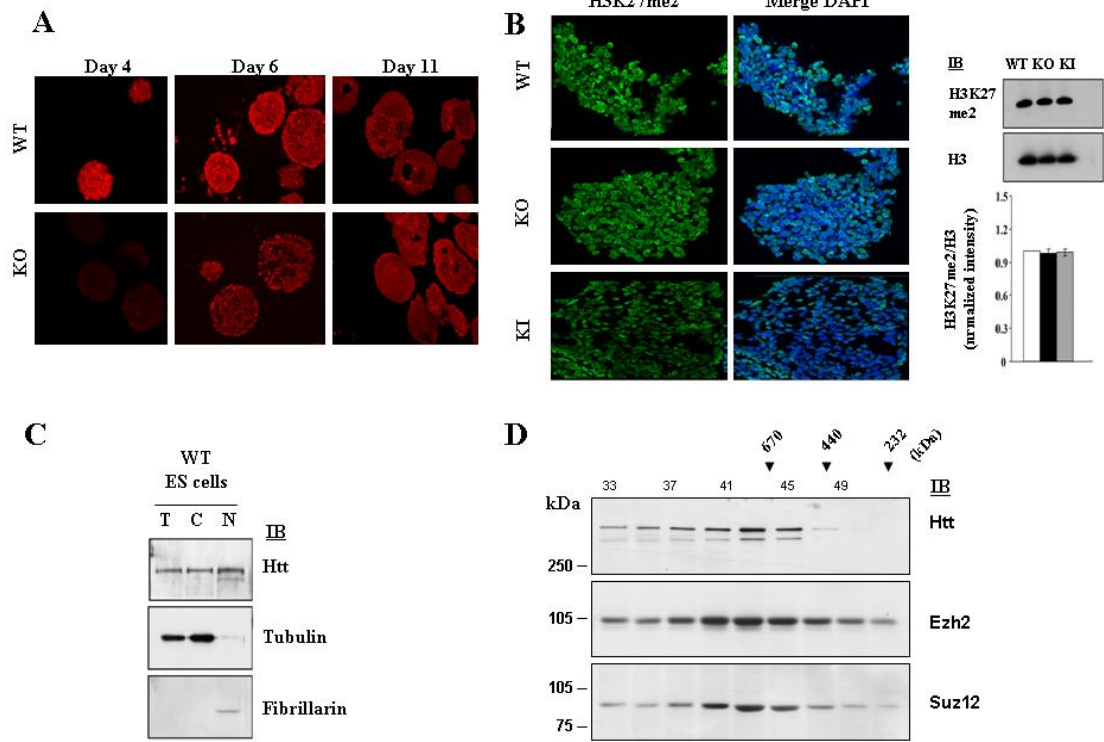 A
Day 4 Day 6 Day 11
WT
KO
B
H3K27me2 Merge DAPI
WT
KO
KI
IB
WT KO KI
H3K27
me2
H3
H3K27me2/H3
(nrmalized intensity)
1.5
1.2
0.9
0.6
0.3
0
C
WT
ES cells
T C N
IB
Htt
Tubulin
Fibrillarin
D
670 440 232 (kDa)
33 37 41 45 49
kDa
IB
Htt
250
105
Ezh2
105
Suz12
75